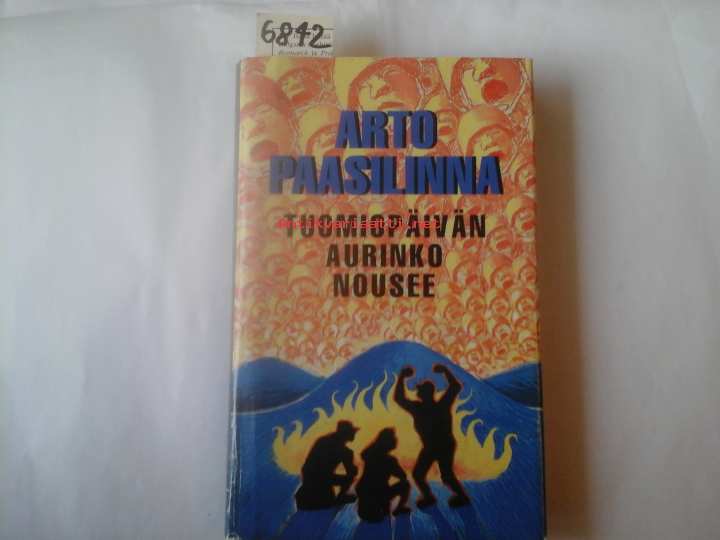 6842
ARTO
PAASILINNA
TUOMIOPÄIVÄN
AURINKO
NOUSEE